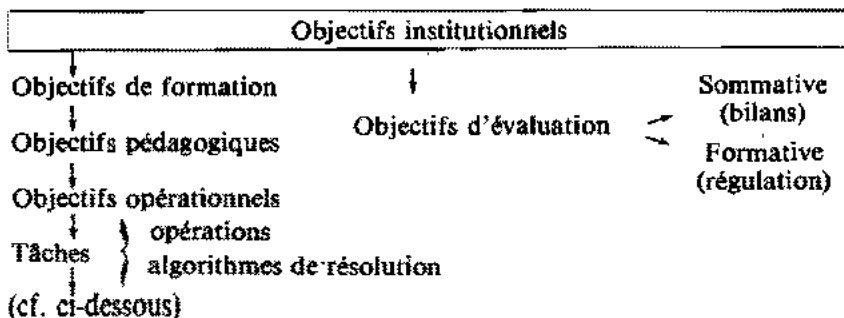 Objectifs institutionnels
Objectifs de formation
Objectifs pédagogiques
Objectifs opérationnels
Tâches
(cf. ci-dessous)
opérations
algorithmes de résolution
Objectifs d'évaluation
Sommative
(bilans)
Formative
(régulation)